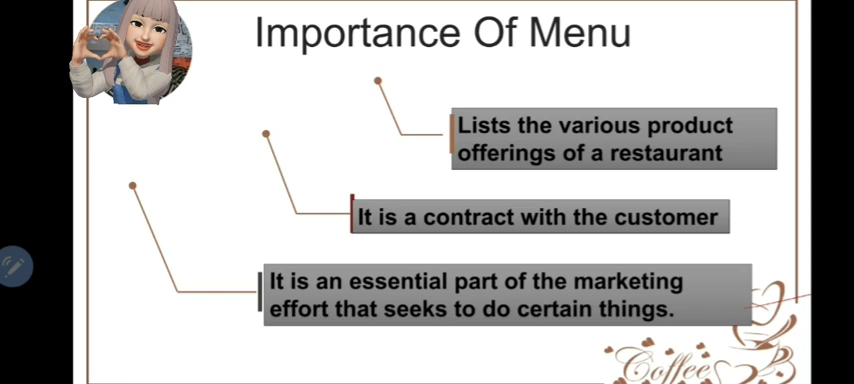 Importance Of Menu
Lists the various product
offerings of a restaurant
It is a contract with the customer
It is an essential part of the marketing
effort that seeks to do certain things.
Coffee